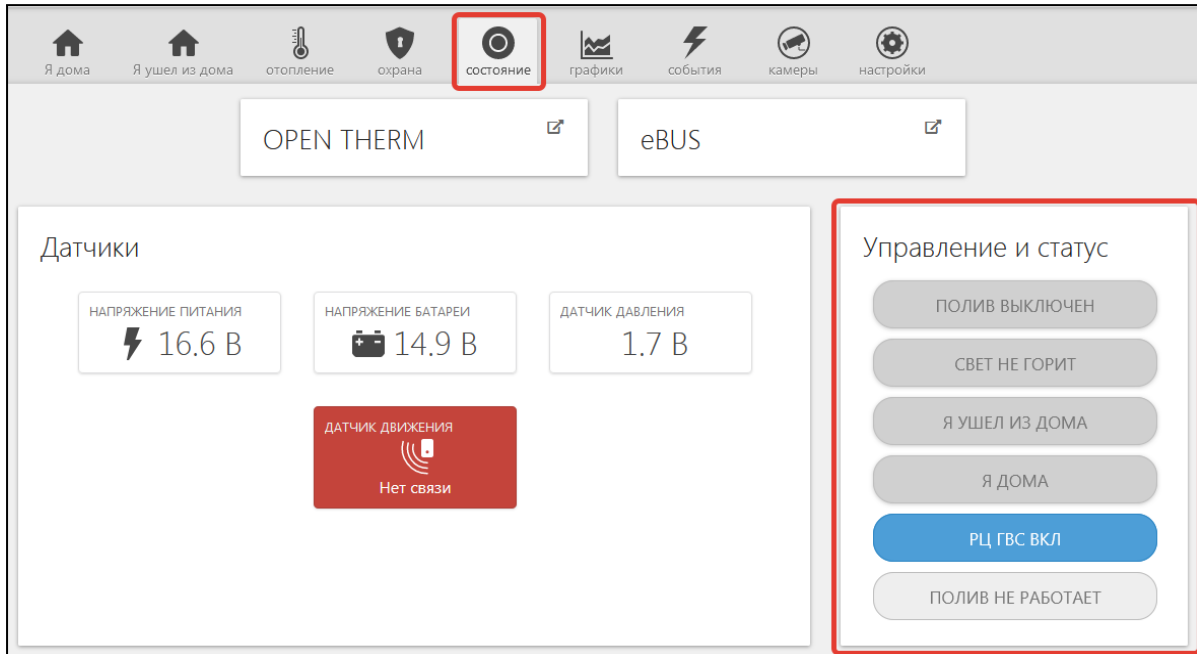 Я дома
Я ушел из дома
отопление
охрана
состояние
графики
события
камеры
настройки
OPEN THERM
eBUS
Датчики
НАПРЯЖЕНИЕ ПИТАНИЯ
16.6 В
НАПРЯЖЕНИЕ БАТАРЕИ
14.9 В
ДАТЧИК ДАВЛЕНИЯ
1.7 В
ДАТЧИК ДВИЖЕНИЯ
Нет связи
Управление и статус
ПОЛИВ ВЫКЛЮЧЕН
СВЕТ НЕ ГОРИТ
Я УШЕЛ ИЗ ДОМА
Я ДОМА
РЦ ГВС ВКЛ
ПОЛИВ НЕ РАБОТАЕТ